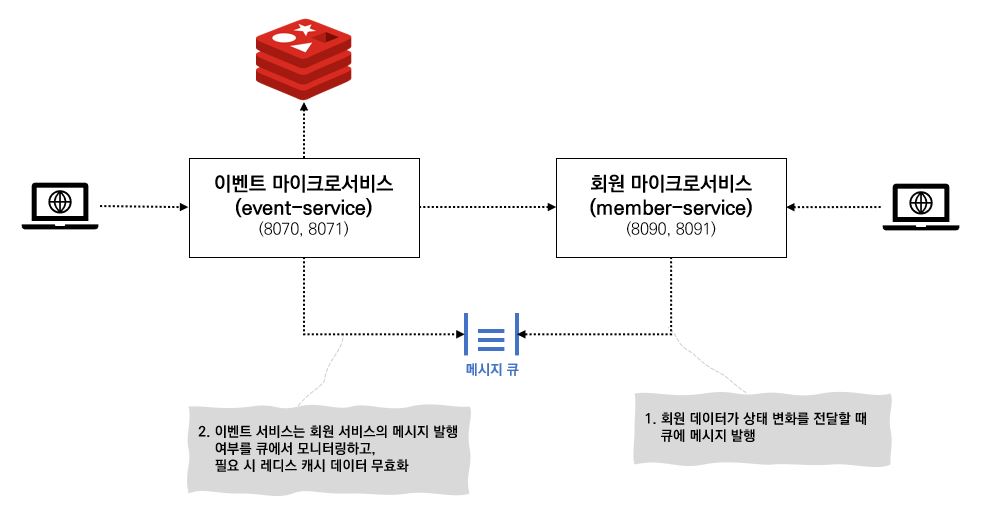 이벤트 마이크로서비스
(event-service)
(8070, 8071)
회원 마이크로서비스
(member-service)
(8090, 8091)
메시지 큐
1. 회원 데이터가 상태 변화를 전달할 때
큐에 메시지 발행
2. 이벤트 서비스는 회원 서비스의 메시지 발행
여부를 큐에서 모니터링하고,
필요 시 레디스 캐시 데이터 무효화